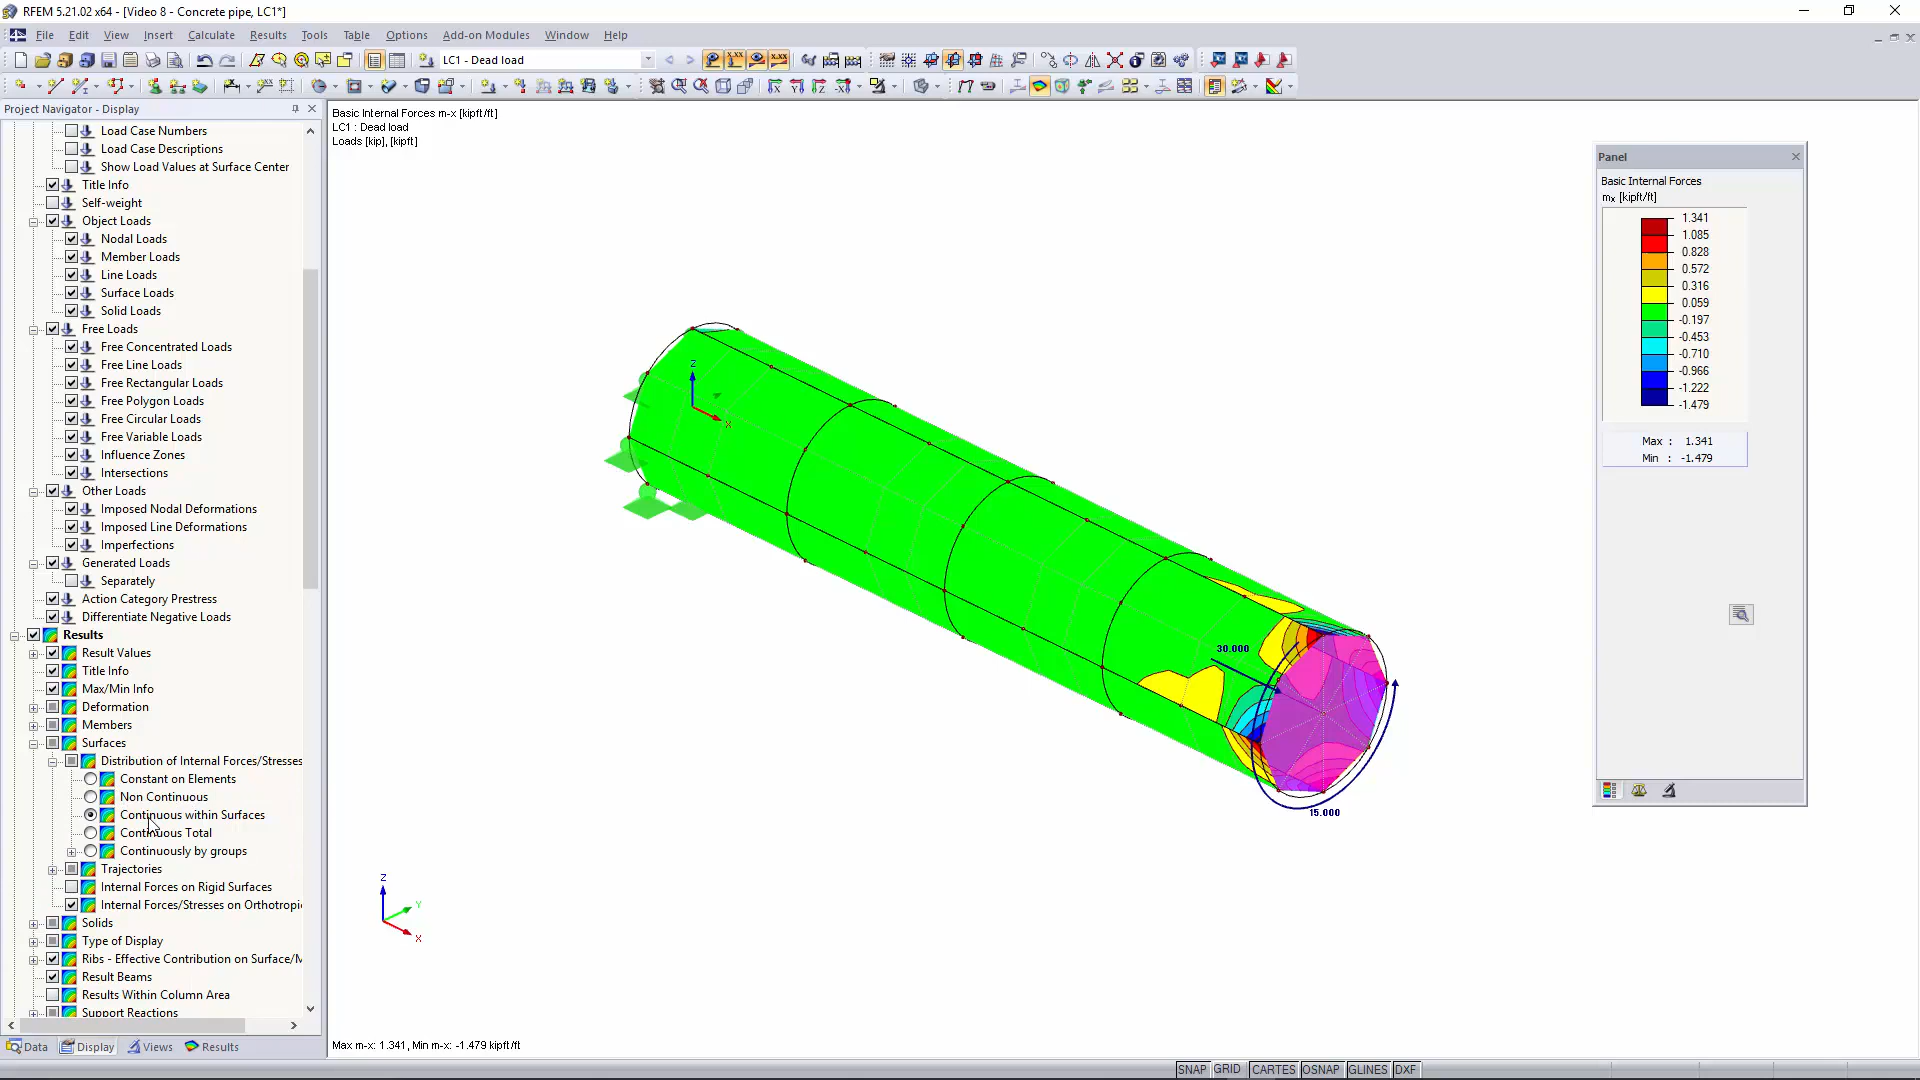 RFEM 5.21.02 x64 - [Video 8 - Concrete pipe, LC1*]
File Edit View Insert Calculate Results Tools Table Options Add-on Modules Window Help
LC1 - Dead load
Project Navigator - Display
Load Case Numbers
Load Case Descriptions
Show Load Values at Surface Center
Title Info
Self-weight
Object Loads
Nodal Loads
Member Loads
Line Loads
Surface Loads
Solid Loads
Free Loads
Free Concentrated Loads
Free Line Loads
Free Rectangular Loads
Free Polygon Loads
Free Circular Loads
Free Variable Loads
Influence Zones
Intersections
Other Loads
Imposed Nodal Deformations
Imposed Line Deformations
Imperfections
Generated Loads
Separately
Action Category Prestress
Differentiate Negative Loads
Results
Result Values
Title Info
Max/Min Info
Deformation
Members
Surfaces
Distribution of Internal Forces/Stresses
Constant on Elements
Non Continuous
Continuous within Surfaces
Continuous Total
Continuously by groups
Trajectories
Internal Forces on Rigid Surfaces
Internal Forces/Stresses on Orthotropi
Solids
Type of Display
Ribs - Effective Contribution on Surface/M
Result Beams
Results Within Column Area
Support Reactions
Data Display Views Results
Basic Internal Forces m-x [kipft/ft]
LC1 : Dead load
Loads [kip], [kipft]
Z
X
30.000
15.000
Z
Y
X
Max m-x: 1.341, Min m-x: -1.479 kipft/ft
Panel
Basic Internal Forces
mx [kipft/ft]
1.341
1.085
0.828
0.572
0.316
0.059
-0.197
-0.453
-0.710
-0.966
-1.222
-1.479
Max : 1.341
Min : -1.479
SNAP GRID CARTES OSNAP GLINES DXF